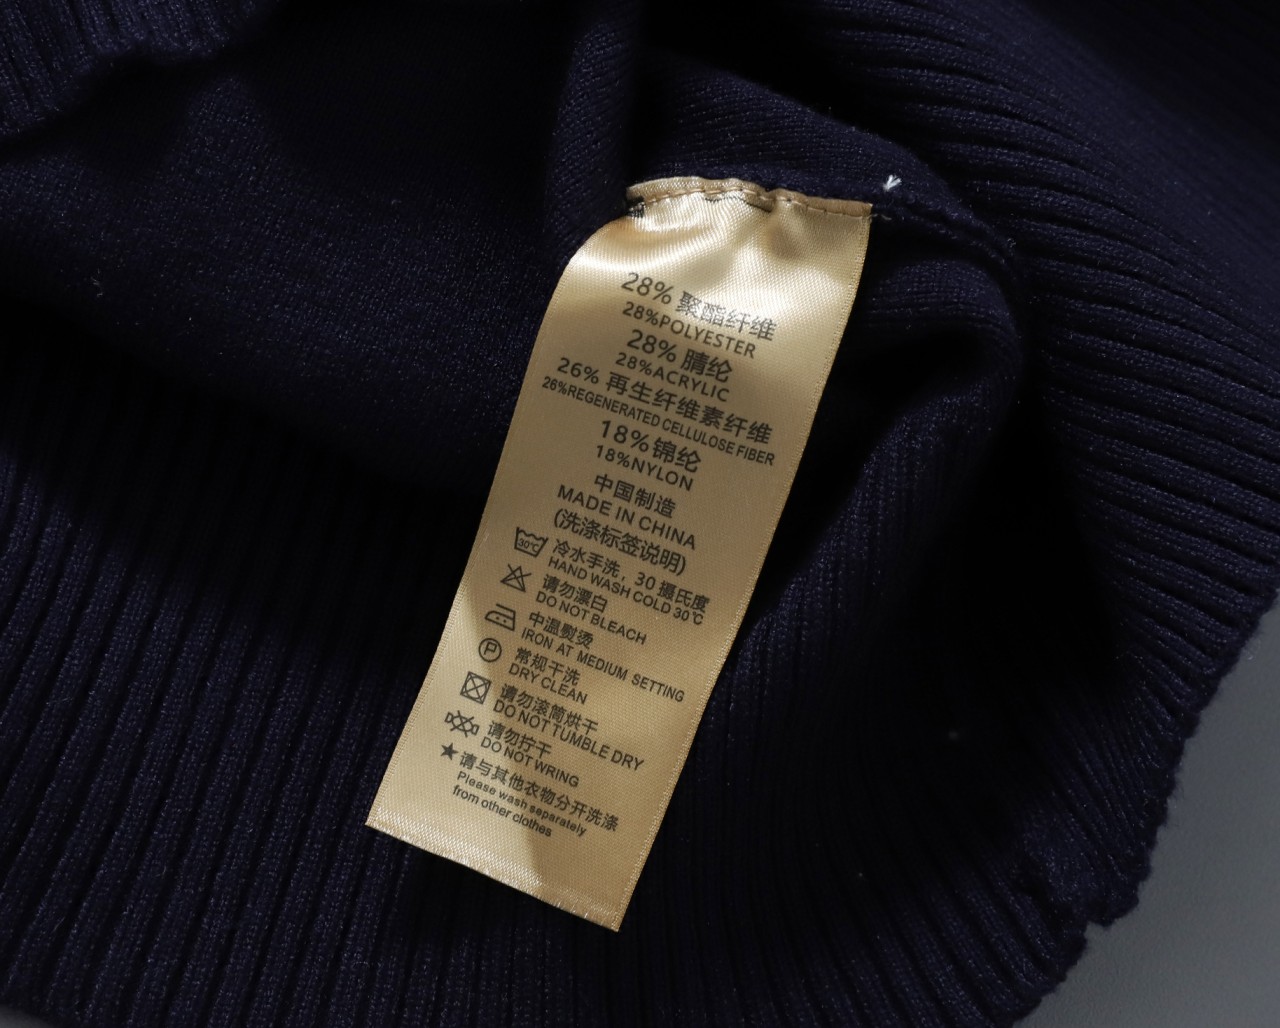 28% 聚酯纤维
28%POLYESTER
28% 腈纶
28%ACRYLIC
26% 再生纤维素纤维
26%REGENERATED CELLULOSE FIBER
18%锦纶
18%NYLON
中国制造
MADE IN CHINA
(洗涤标签说明)
30℃ 冷水手洗，30 摄氏度
HAND WASH COLD 30℃
请勿漂白
DO NOT BLEACH
中温熨烫
IRON AT MEDIUM SETTING
P 常规干洗
DRY CLEAN
请勿滚筒烘干
DO NOT TUMBLE DRY
请勿拧干
DO NOT WRING
★请与其他衣物分开洗涤
Please wash separately
from other clothes